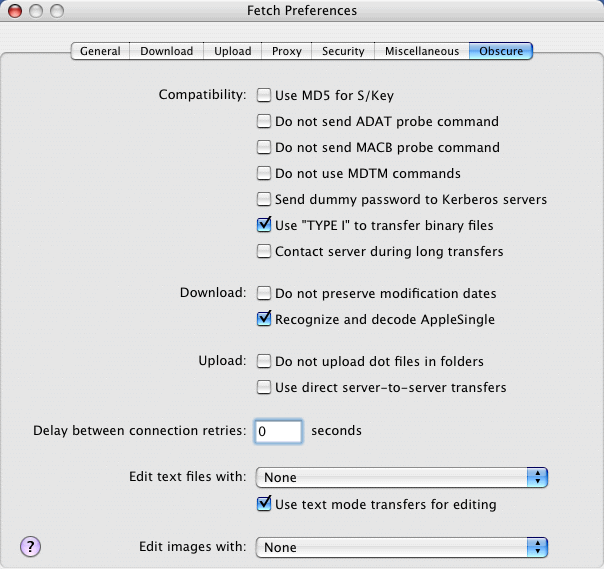 Fetch Preferences
General Download Upload Proxy Security Miscellaneous Obscure
Compatibility: Use MD5 for S/Key
Do not send ADAT probe command
Do not send MACB probe command
Do not use MDTM commands
Send dummy password to Kerberos servers
Use "TYPE I" to transfer binary files
Contact server during long transfers
Download: Do not preserve modification dates
Recognize and decode AppleSingle
Upload: Do not upload dot files in folders
Use direct server-to-server transfers
Delay between connection retries: 0 seconds
Edit text files with: None
Use text mode transfers for editing
? Edit images with: None